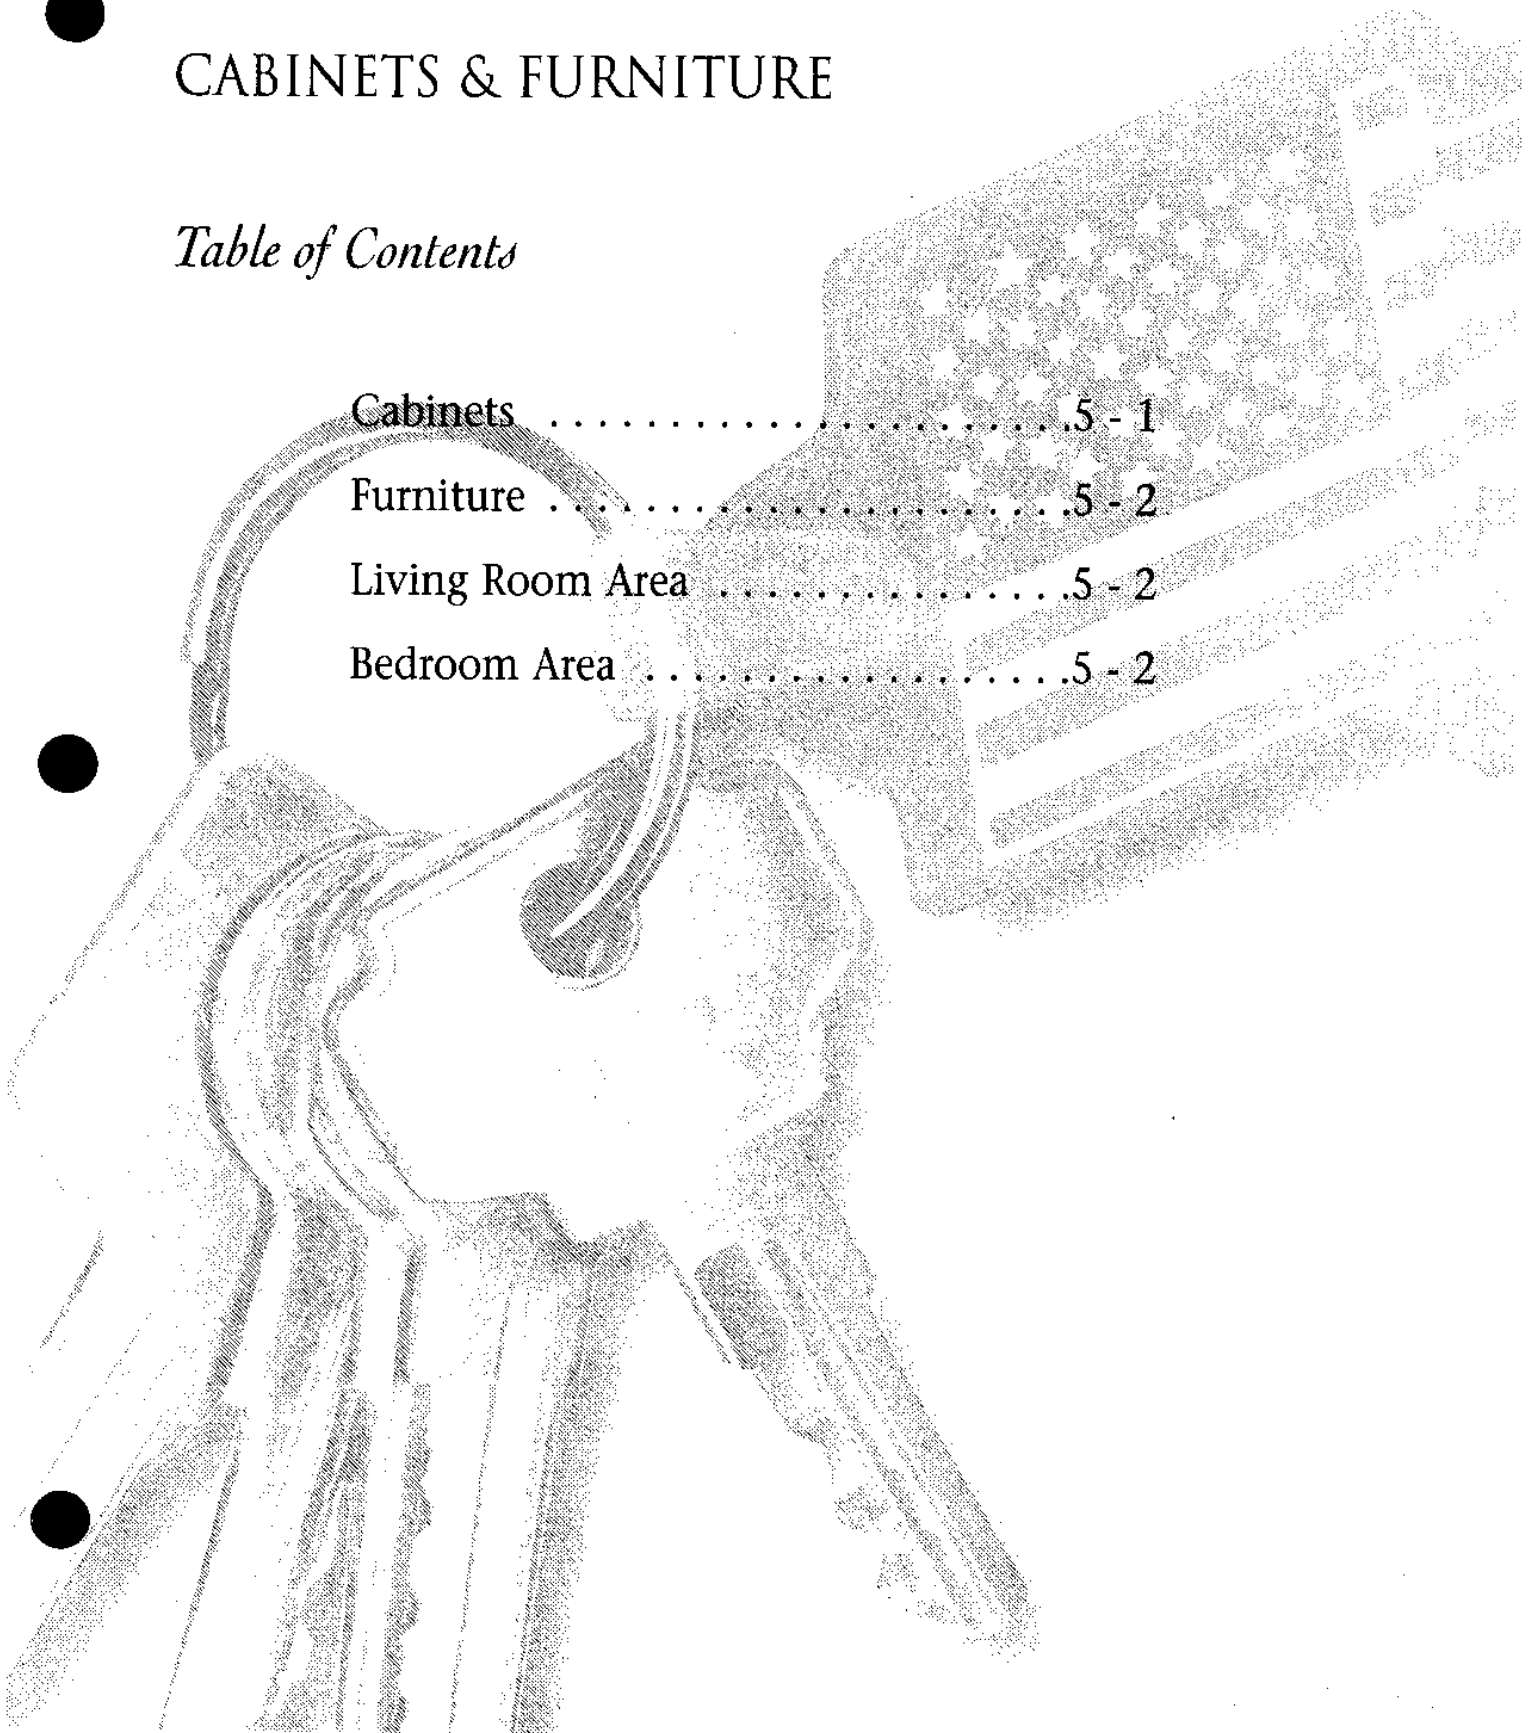 CABINETS & FURNITURE
Table of Contents
Cabinets . . . . . . . . . . . . . . . . . . . . . .5 - 1
Furniture . . . . . . . . . . . . . . . . . . . . . .5 - 2
Living Room Area . . . . . . . . . . . . . . .5 - 2
Bedroom Area . . . . . . . . . . . . . . . . . .5 - 2